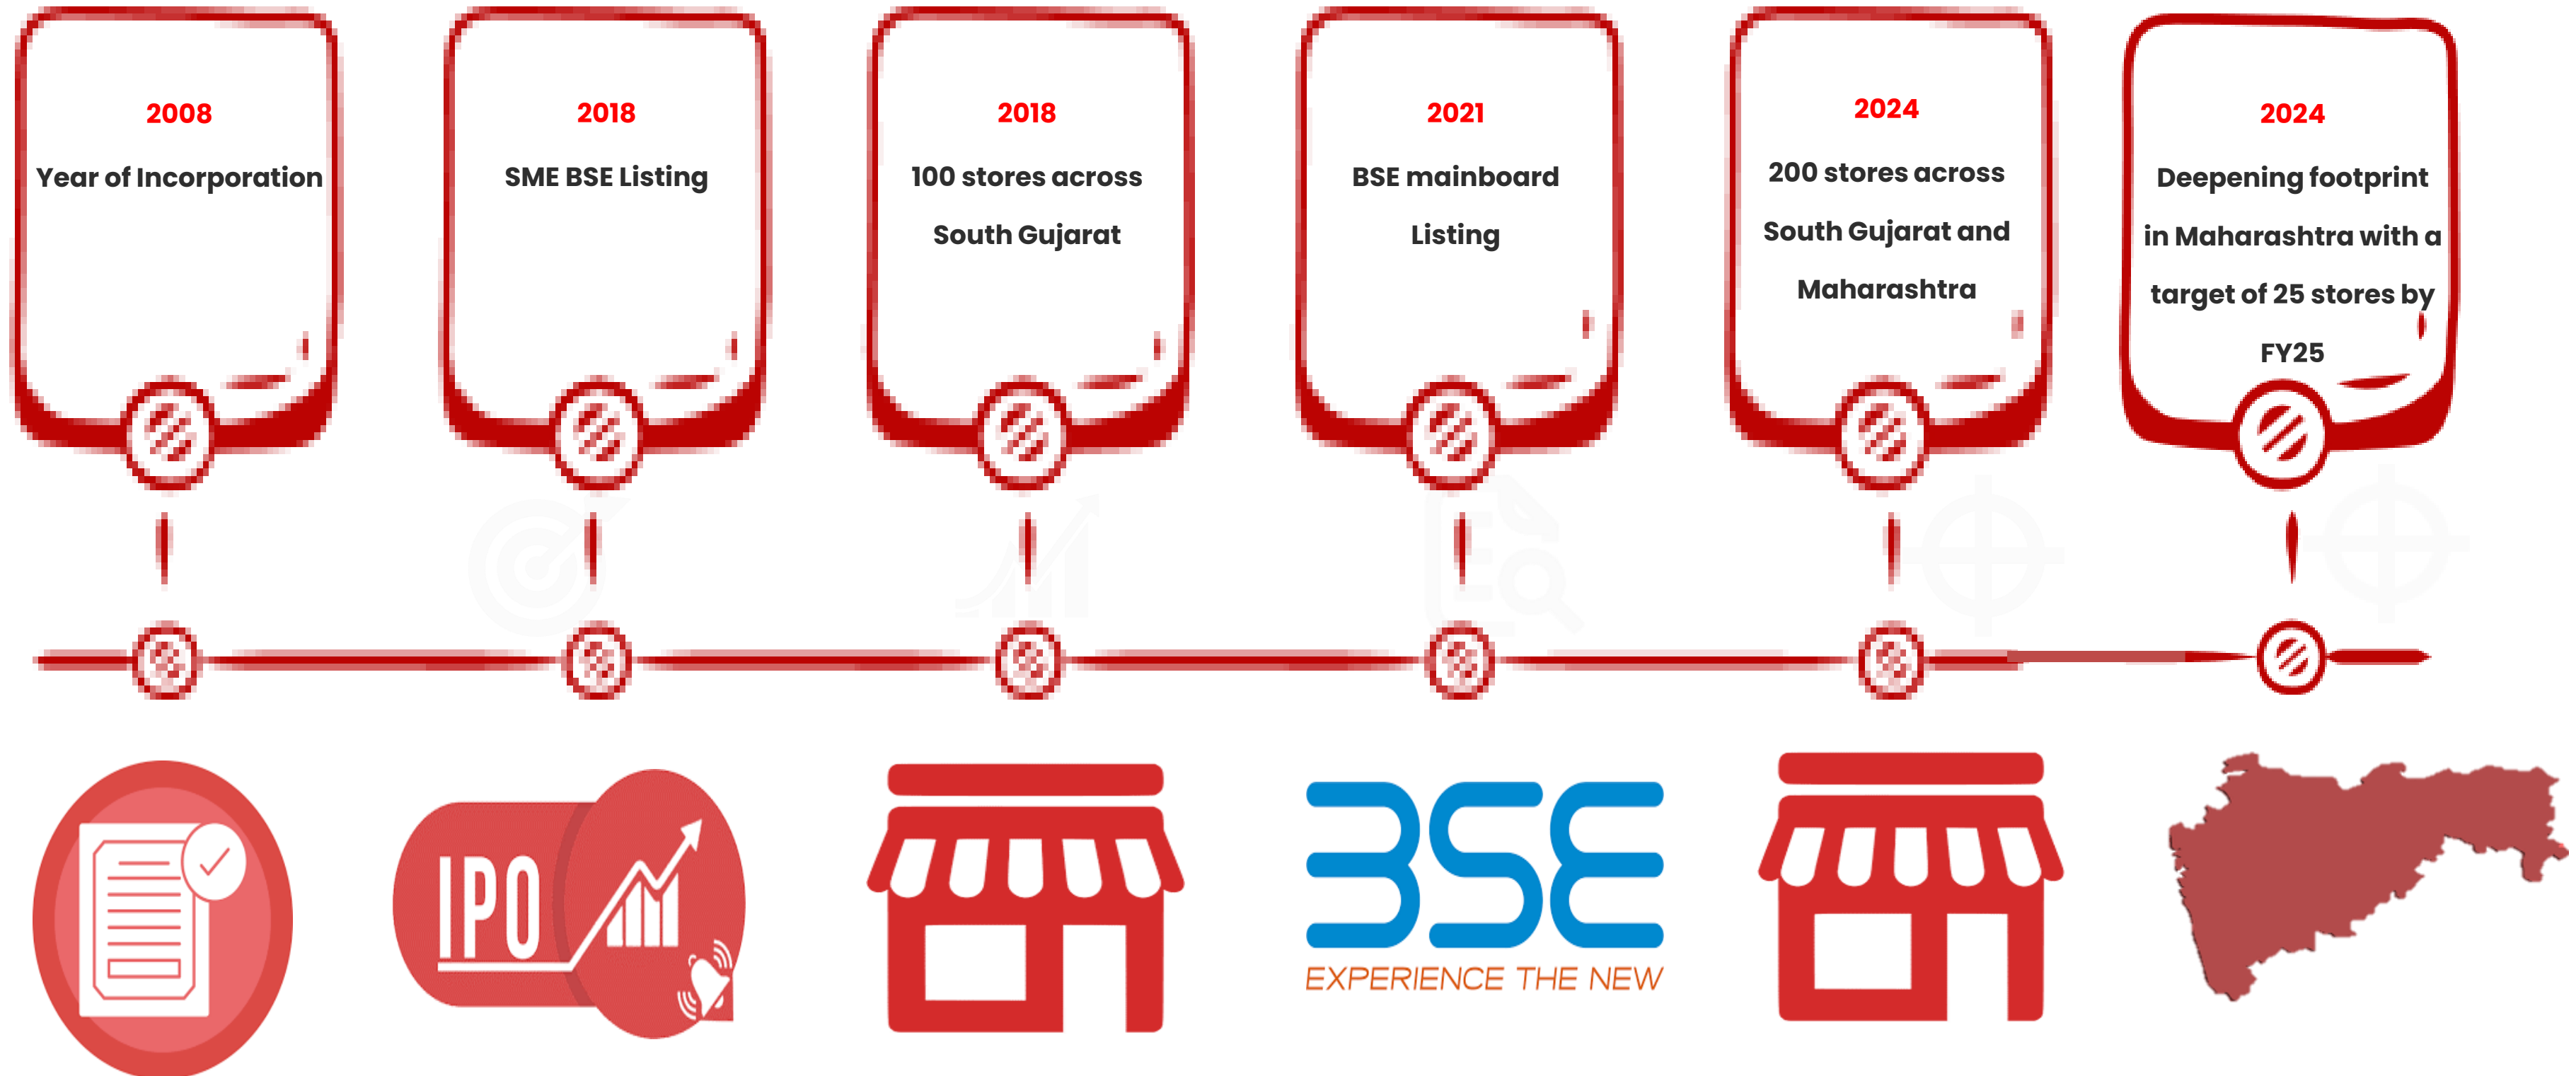 2008
Year of Incorporation
2018
SME BSE Listing
2018
100 stores across
South Gujarat
2021
BSE mainboard
Listing
2024
200 stores across
South Gujarat and
Maharashtra
2024
Deepening footprint
in Maharashtra with a
target of 25 stores by
FY25
IPO
BSE
EXPERIENCE THE NEW